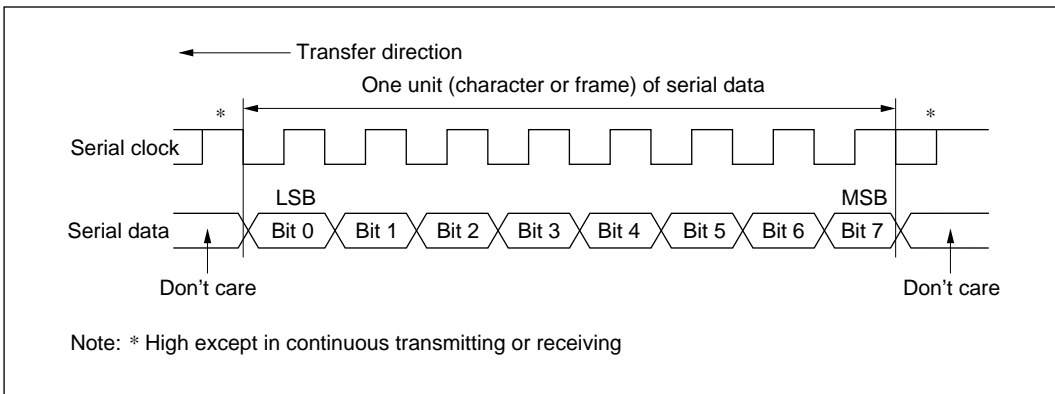 Transfer direction
One unit (character or frame) of serial data
* *
Serial clock
LSB MSB
Serial data Bit 0 Bit 1 Bit 2 Bit 3 Bit 4 Bit 5 Bit 6 Bit 7
Don't care Don't care
Note: * High except in continuous transmitting or receiving